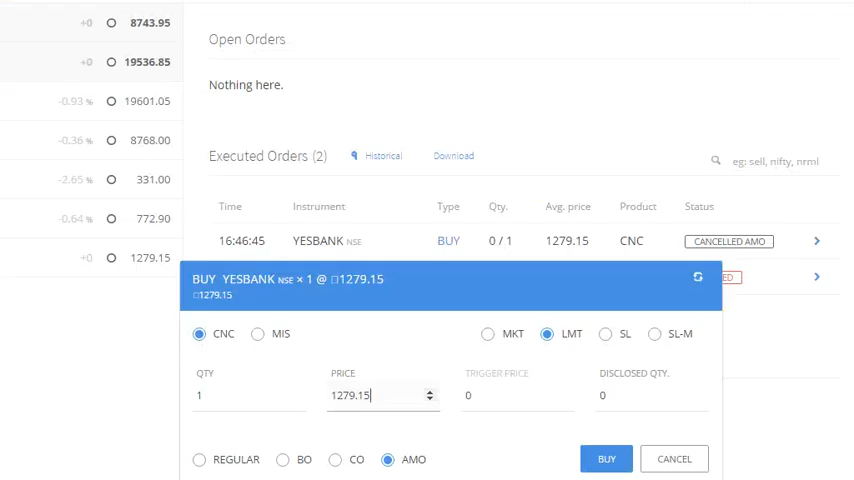 +0 8743.95
+0 19536.85
-0.93 % 19601.05
-0.36 % 8768.00
-2.65 % 331.00
-0.64 % 772.90
+0 1279.15
Open Orders
Nothing here.
Executed Orders (2) Historical Download eg: sell, nifty, nrml
Time Instrument Type Qty. Avg. price Product Status
16:46:45 YESBANK NSE BUY 0 / 1 1279.15 CNC CANCELLED AMO
ED
BUY YESBANK NSE × 1 @ □1279.15
□1279.15
CNC MIS MKT LMT SL SL-M
QTY PRICE TRIGGER PRICE DISCLOSED QTY.
1 1279.15 0 0
REGULAR BO CO AMO BUY CANCEL